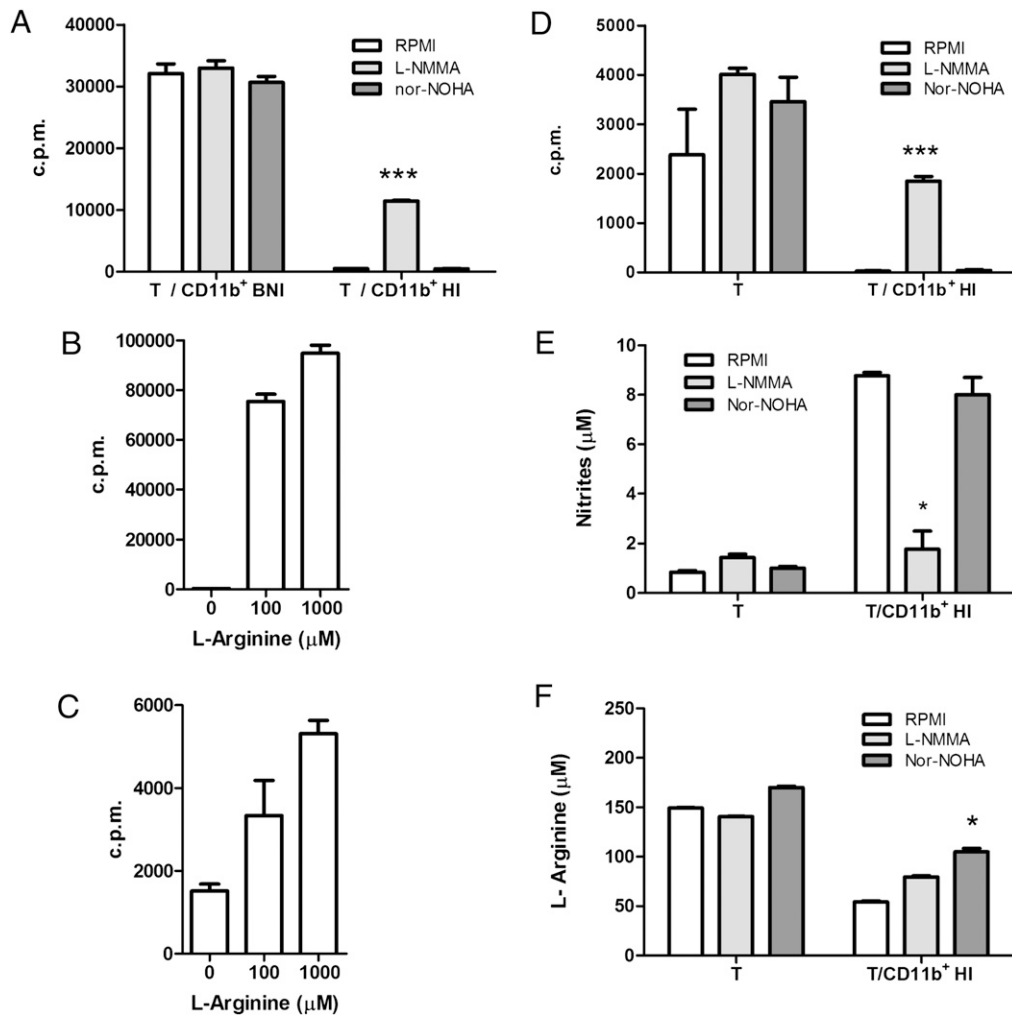 A
40000
30000
20000
10000
0
c.p.m.
RPMI
L-NMMA
nor-NOHA
***
T / CD11b+ BNI
T / CD11b+ HI
B
100000
80000
60000
40000
20000
0
c.p.m.
0
100
1000
L-Arginine (µM)
C
6000
4000
2000
0
c.p.m.
0
100
1000
L-Arginine (µM)
D
5000
4000
3000
2000
1000
0
c.p.m.
RPMI
L-NMMA
Nor-NOHA
***
T
T / CD11b+ HI
E
10
8
6
4
2
0
Nitrites (µM)
RPMI
L-NMMA
Nor-NOHA
*
T
T/CD11b+ HI
F
250
200
150
100
50
0
L- Arginine (µM)
RPMI
L-NMMA
Nor-NOHA
*
T
T/CD11b+ HI